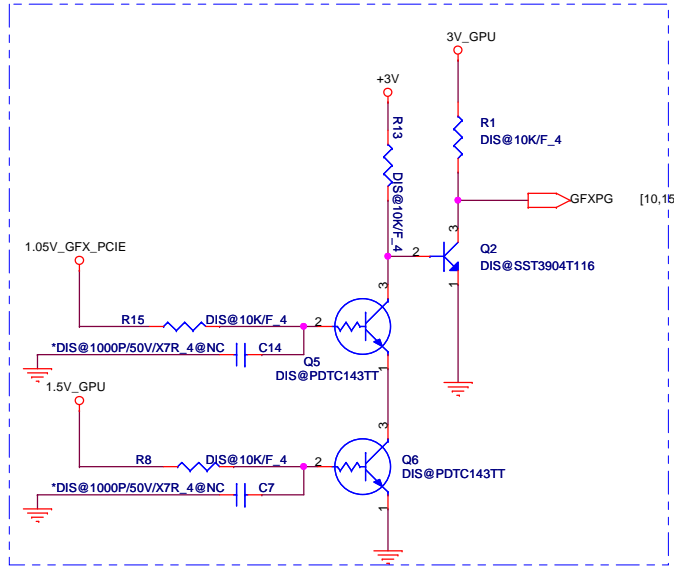 3V_GPU
+3V
R1
DIS@10K/F_4
R13
DIS@10K/F_4
GFXPG
[10,15
3
2
Q2
DIS@SST3904T116
1
1.05V_GFX_PCIE
3
R15
DIS@10K/F_4
2
*DIS@1000P/50V/X7R_4@NC
C14
Q5
DIS@PDTC143TT
1
1.5V_GPU
3
R8
DIS@10K/F_4
2
Q6
DIS@PDTC143TT
*DIS@1000P/50V/X7R_4@NC
C7
1